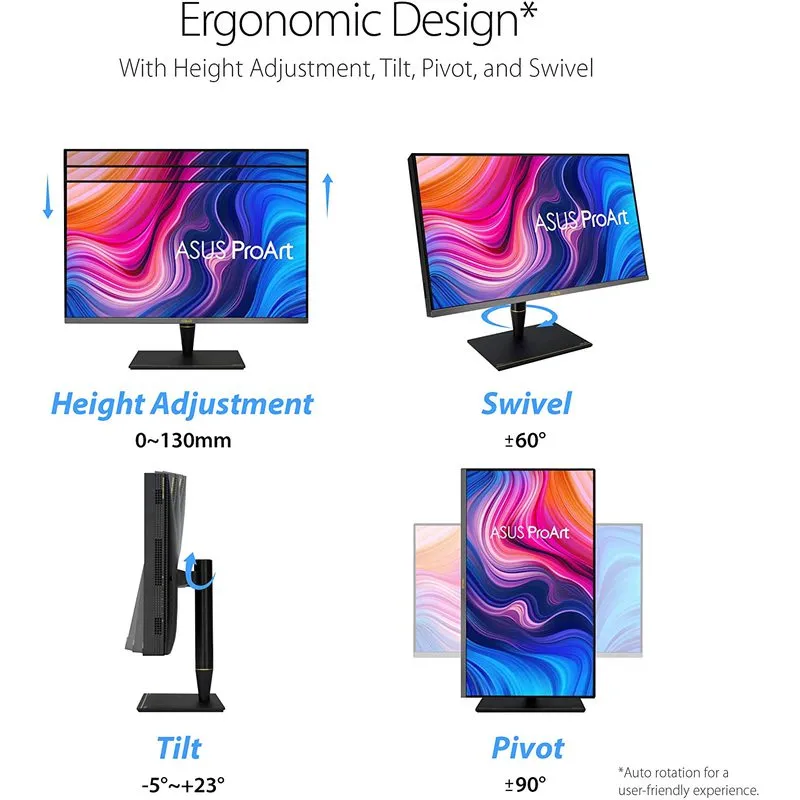 Ergonomic Design*
With Height Adjustment, Tilt, Pivot, and Swivel
ASUS ProArt
ASUS ProArt
Height Adjustment
0~130mm
Swivel
±60°
ASUS ProArt
Tilt
-5°~+23°
Pivot
±90°
*Auto rotation for a
user-friendly experience.